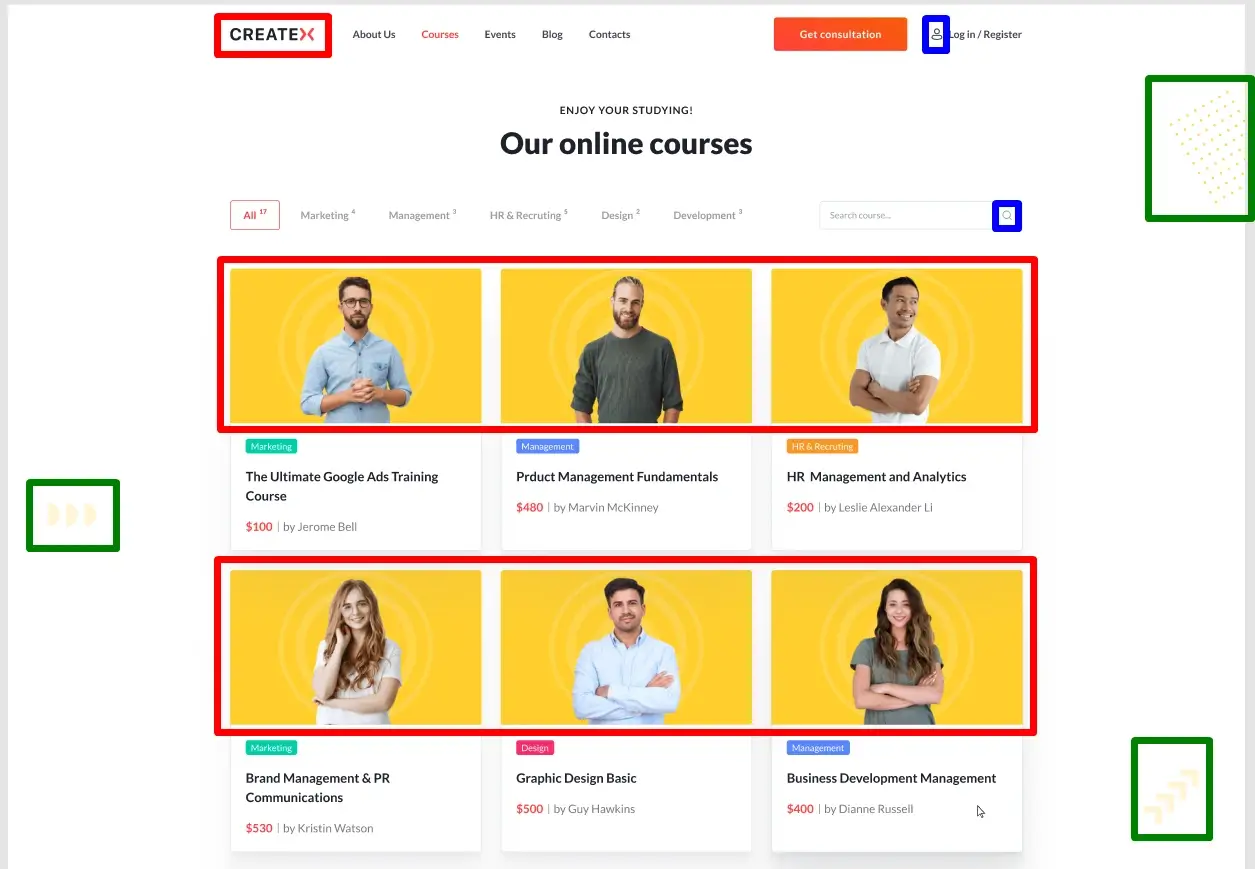 CREATEX About Us Courses Events Blog Contacts Get consultation Log in / Register
ENJOY YOUR STUDYING!
Our online courses
All 17 Marketing 4 Management 3 HR & Recruting 5 Design 2 Development 3 Search course...
Marketing
The Ultimate Google Ads Training
Course
$100 | by Jerome Bell
Management
Prduct Management Fundamentals
$480 | by Marvin McKinney
HR & Recruting
HR Management and Analytics
$200 | by Leslie Alexander Li
Marketing
Brand Management & PR
Communications
$530 | by Kristin Watson
Design
Graphic Design Basic
$500 | by Guy Hawkins
Management
Business Development Management
$400 | by Dianne Russell